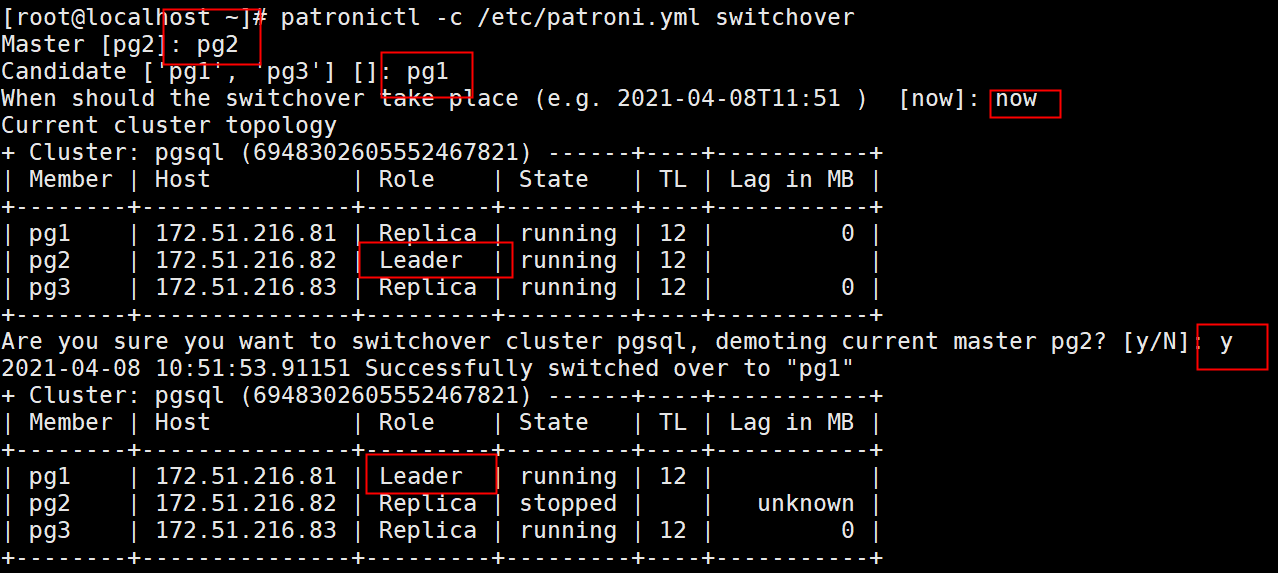 [root@localhost ~]# patronictl -c /etc/patroni.yml switchover
Master [pg2]: pg2
Candidate ['pg1', 'pg3'] []: pg1
When should the switchover take place (e.g. 2021-04-08T11:51 )  [now]: now
Current cluster topology
+ Cluster: pgsql (6948302605552467821) ------+----+-----------+
| Member | Host          | Role    | State   | TL | Lag in MB |
+--------+---------------+---------+---------+----+-----------+
| pg1    | 172.51.216.81 | Replica | running | 12 |         0 |
| pg2    | 172.51.216.82 | Leader  | running | 12 |           |
| pg3    | 172.51.216.83 | Replica | running | 12 |         0 |
+--------+---------------+---------+---------+----+-----------+
Are you sure you want to switchover cluster pgsql, demoting current master pg2? [y/N]: y
2021-04-08 10:51:53.91151 Successfully switched over to "pg1"
+ Cluster: pgsql (6948302605552467821) ------+----+-----------+
| Member | Host          | Role    | State   | TL | Lag in MB |
+--------+---------------+---------+---------+----+-----------+
| pg1    | 172.51.216.81 | Leader  | running | 12 |           |
| pg2    | 172.51.216.82 | Replica | stopped |    |   unknown |
| pg3    | 172.51.216.83 | Replica | running | 12 |         0 |
+--------+---------------+---------+---------+----+-----------+